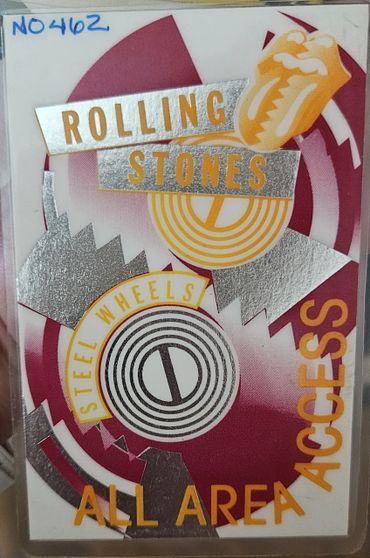 NO462
ROLLING
STONES
STEEL WHEELS
ALL AREA
ACCESS